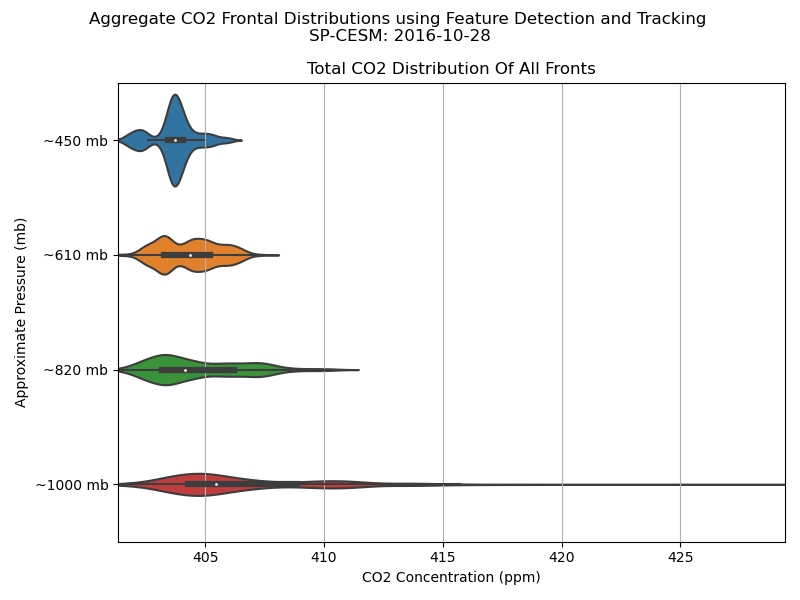 Aggregate CO2 Frontal Distributions using Feature Detection and Tracking
SP-CESM: 2016-10-28
Total CO2 Distribution Of All Fronts
Approximate Pressure (mb)
~450 mb
~610 mb
~820 mb
~1000 mb
405 410 415 420 425
CO2 Concentration (ppm)